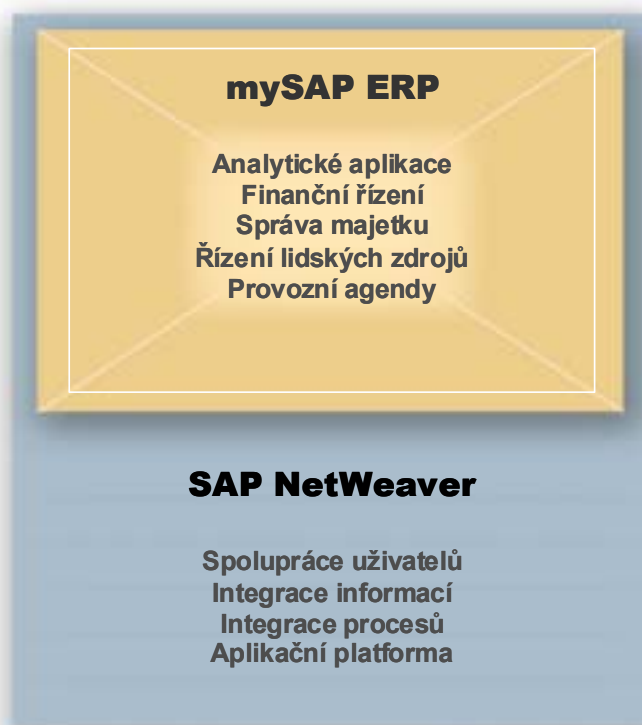 mySAP ERP
Analytické aplikace
Finanční řízení
Správa majetku
Řízení lidských zdrojů
Provozní agendy
SAP NetWeaver
Spolupráce uživatelů
Integrace informací
Integrace procesů
Aplikační platforma